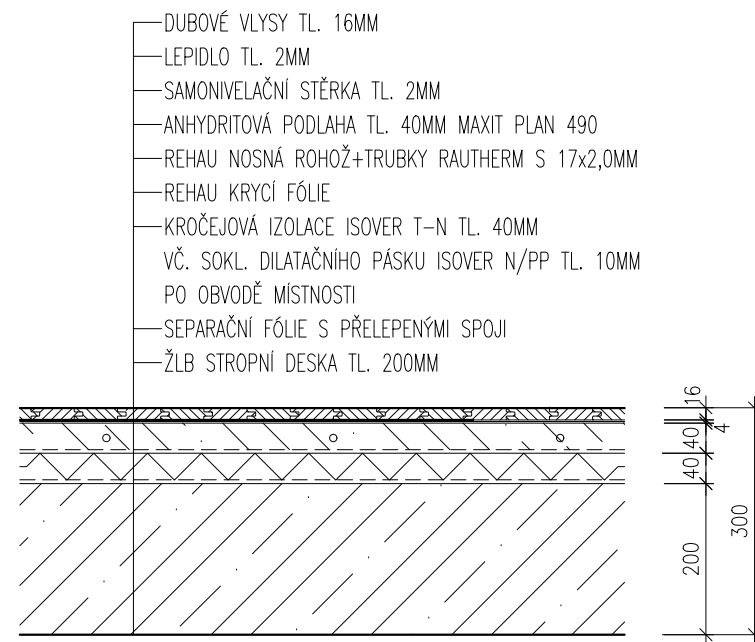 DUBOVÉ VLYSY TL. 16MM
LEPIDLO TL. 2MM
SAMONIVELAČNÍ STĚRKA TL. 2MM
ANHYDRITOVÁ PODLAHA TL. 40MM MAXIT PLAN 490
REHAU NOSNÁ ROHOŽ+TRUBKY RAUTHERM S 17x2,0MM
REHAU KRYCÍ FÓLIE
KROČEJOVÁ IZOLACE ISOVER T-N TL. 40MM
VČ. SOKL. DILATAČNÍHO PÁSKU ISOVER N/PP TL. 10MM
PO OBVODĚ MÍSTNOSTI
SEPARAČNÍ FÓLIE S PŘELEPENÝMI SPOJI
ŽLB STROPNÍ DESKA TL. 200MM
16
4
40
40
200
300